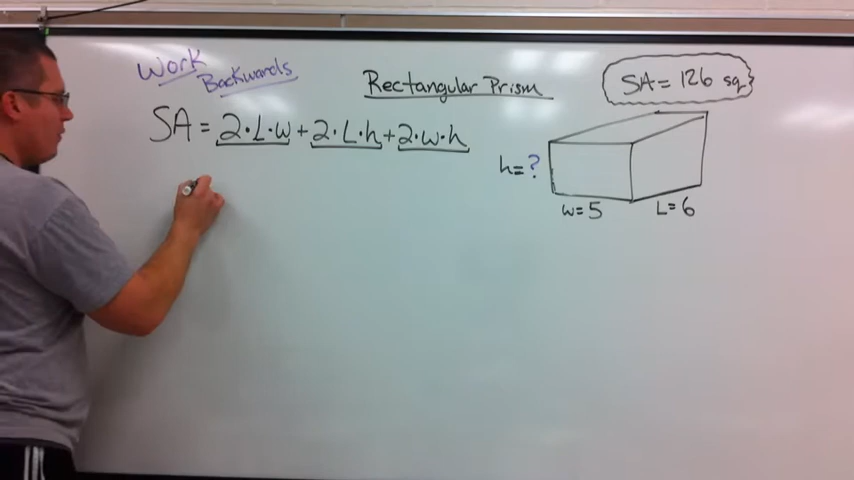 Work
Backwards
Rectangular Prism
SA = 126 sq.
SA = 2·L·w + 2·L·h + 2·w·h
h = ?
w = 5
L = 6